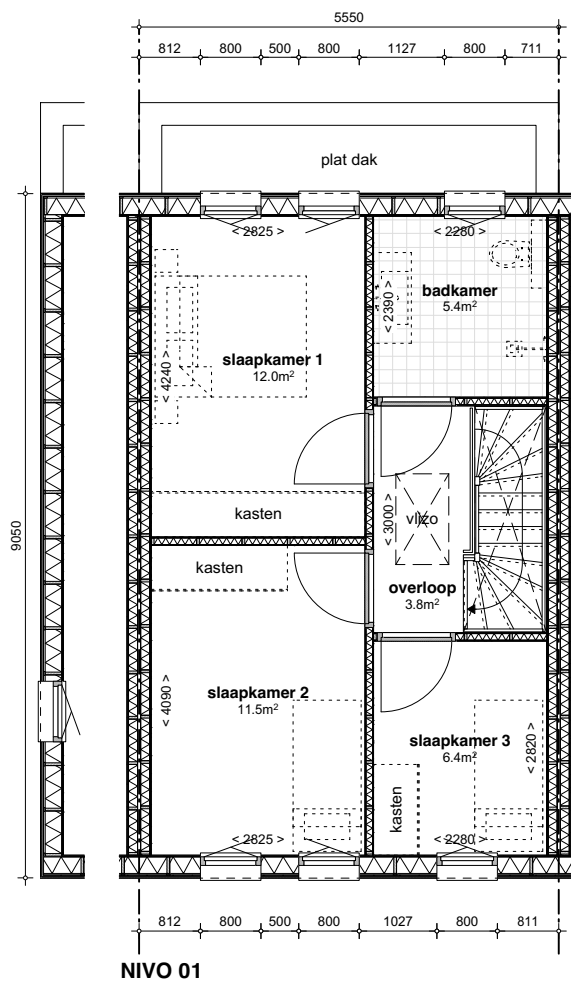 5550
812 800 500 800 1127 800 711
plat dak
< 2825 > < 2280 >
badkamer
5.4m²
< 2390 >
slaapkamer 1
12.0m²
< 4240 >
kasten
< 3000 >
vlizo
kasten
overloop
3.8m²
9050
slaapkamer 2
11.5m²
< 4090 >
slaapkamer 3
6.4m²
< 2820 >
kasten
< 2825 > < 2280 >
812 800 500 800 1027 800 811
NIVO 01